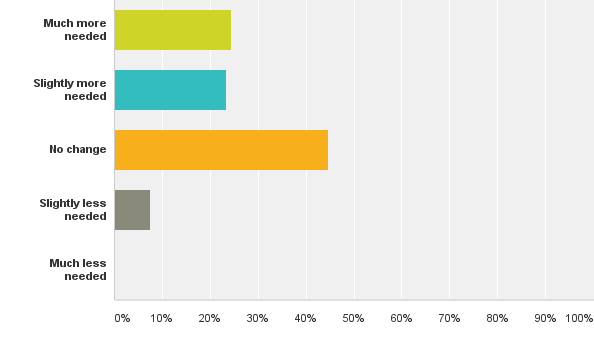 Much more
needed
Slightly more
needed
No change
Slightly less
needed
Much less
needed
0% 10% 20% 30% 40% 50% 60% 70% 80% 90% 100%